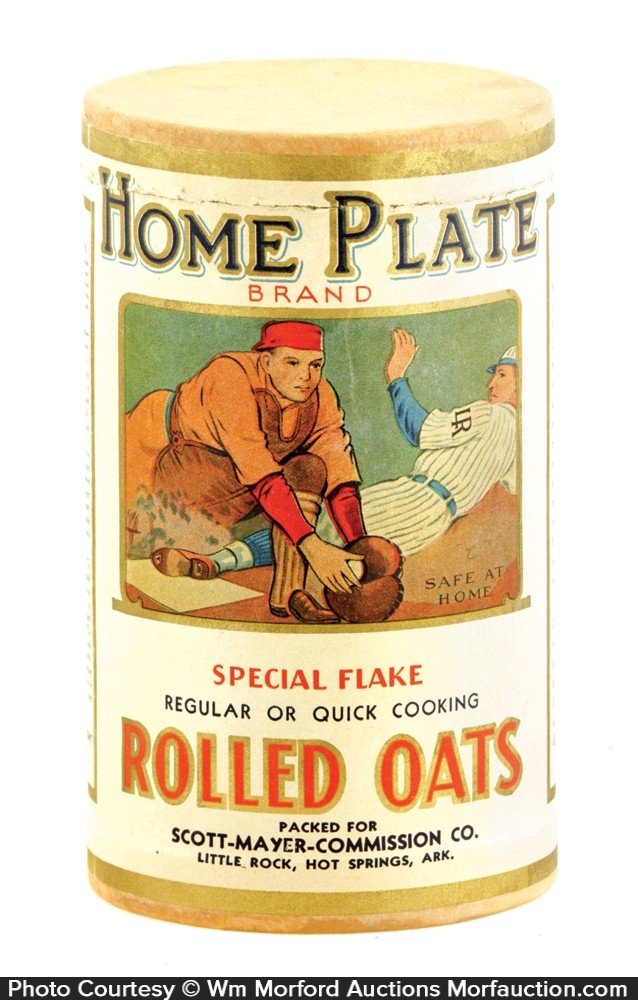 HOME PLATE
BRAND
LR
SAFE AT
HOME
SPECIAL FLAKE
REGULAR OR QUICK COOKING
ROLLED OATS
PACKED FOR
SCOTT-MAYER-COMMISSION CO.
LITTLE ROCK, HOT SPRINGS, ARK.
Photo Courtesy © Wm Morford Auctions Morfauction.com